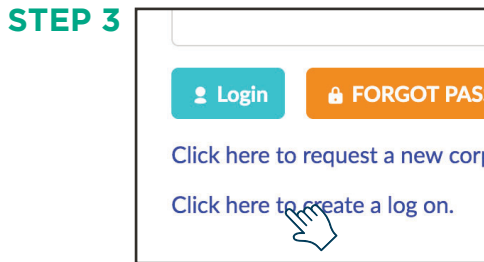 STEP 3
Login
FORGOT PAS
Click here to request a new corp
Click here to create a log on.